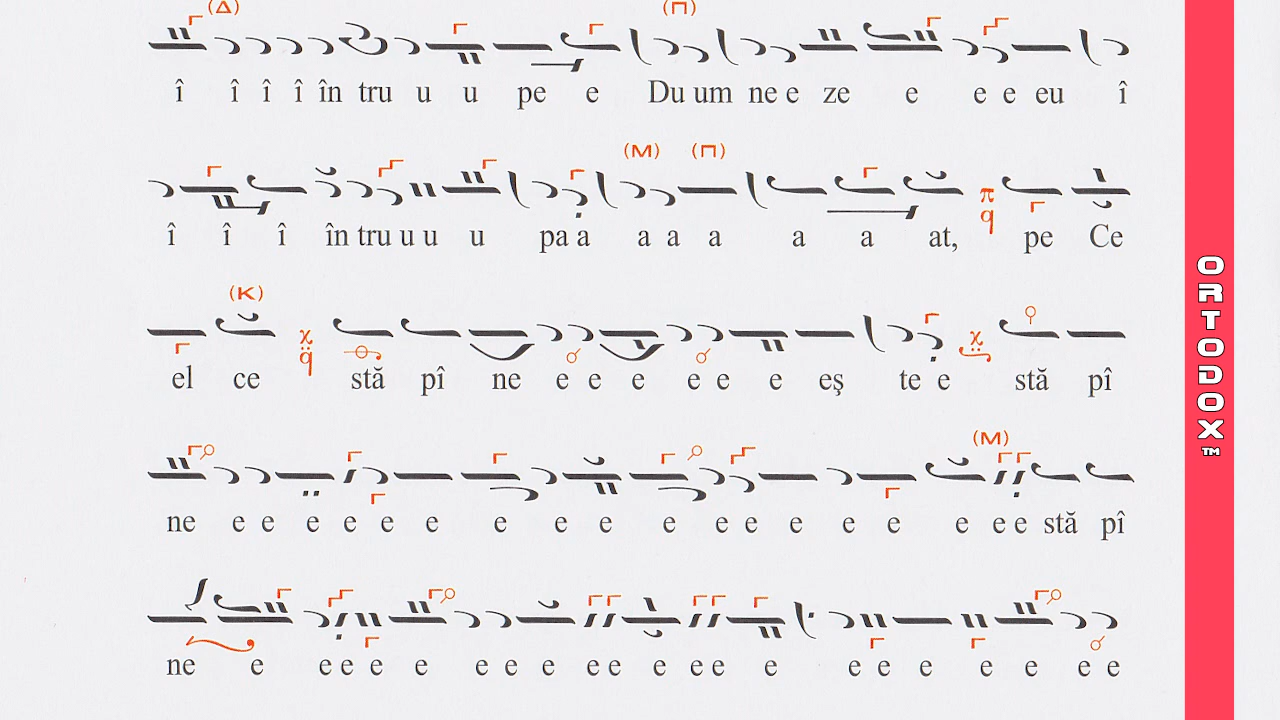 (Δ) (Π)
î î î î în tru u u pe e Du um ne e ze e e e eu î
(M) (Π)
î î î în tru u u u pa a a a a a a at, π q pe Ce
(K)
el ce χ q stă pî ne e e e e e e eş te e χ stă pî
(M)
ne e e e e e e e e e e e e e e e e e e stă pî
ne e e e e e e e e e e e e e e e e e e e e
ORTODOX™